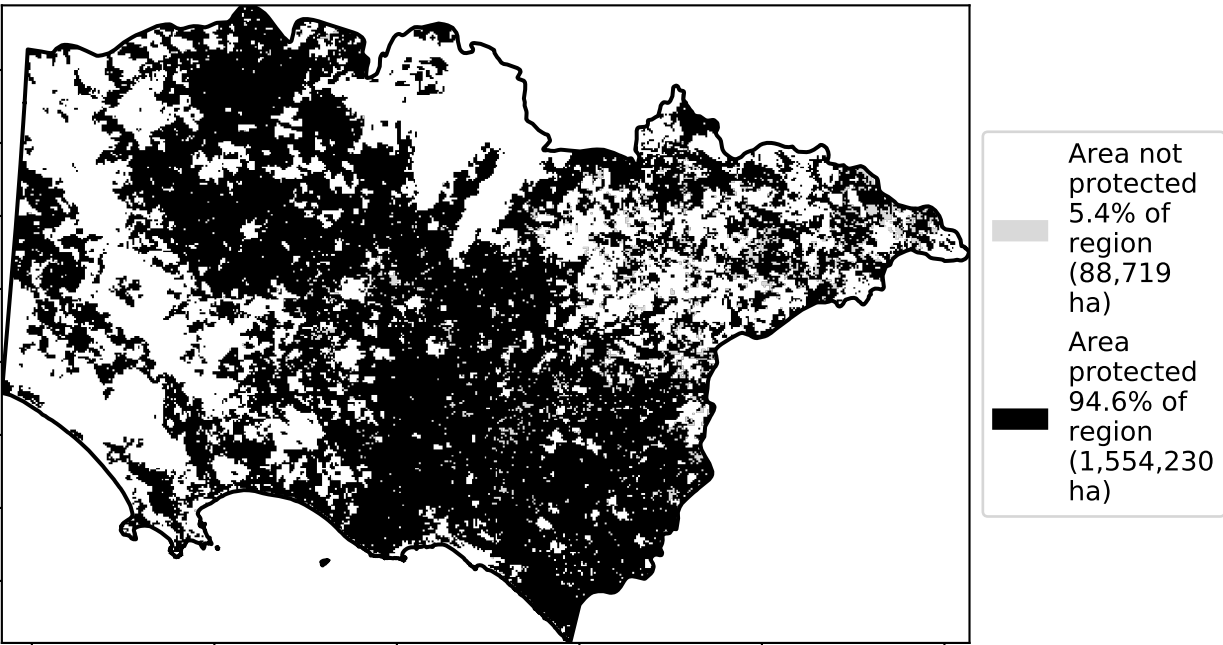 Area not
protected
5.4% of
region
(88,719
ha)
Area
protected
94.6% of
region
(1,554,230
ha)